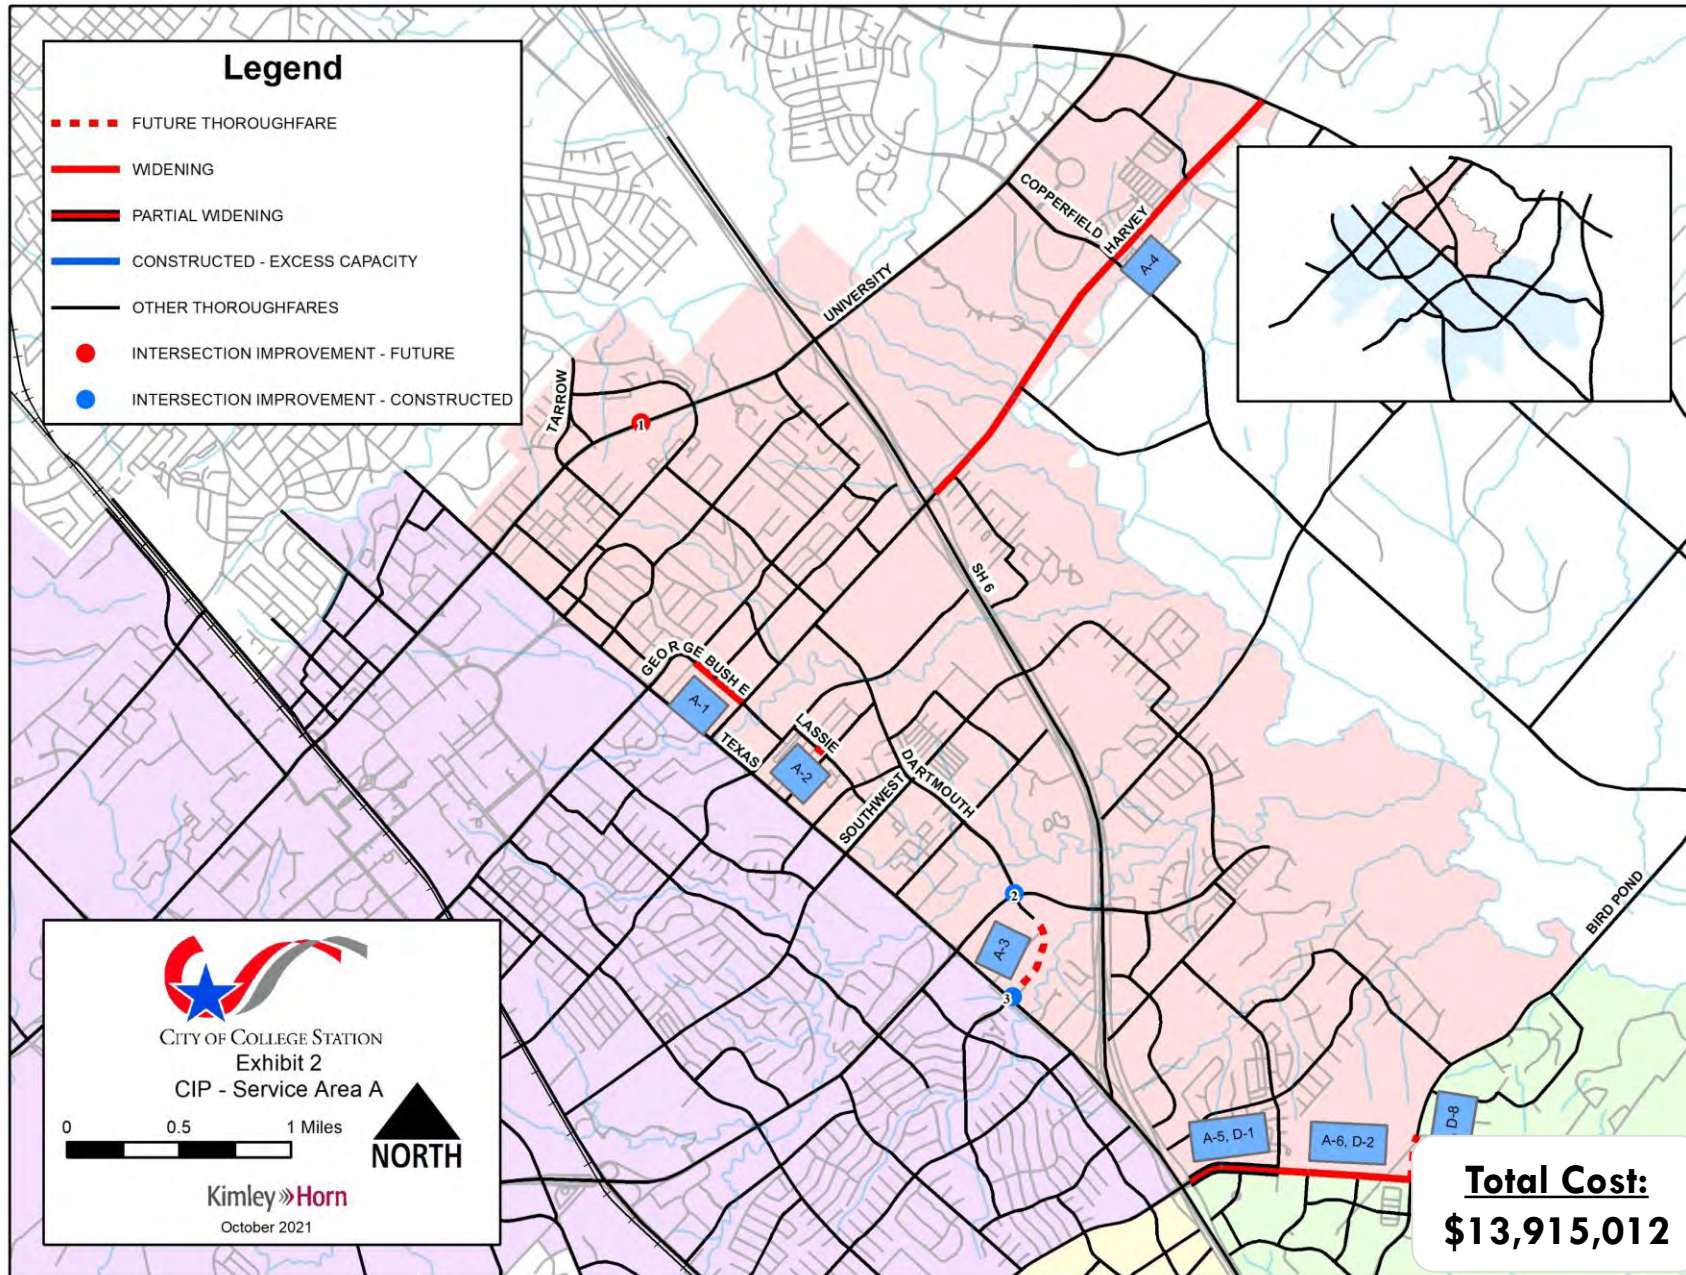 Legend
FUTURE THOROUGHFARE
WIDENING
PARTIAL WIDENING
CONSTRUCTED - EXCESS CAPACITY
OTHER THOROUGHFARES
INTERSECTION IMPROVEMENT - FUTURE
INTERSECTION IMPROVEMENT - CONSTRUCTED
COPPERFIELD
HARVEY
A-4
UNIVERSITY
TARROW
1
SH 6
GEORGE BUSH E
A-1
TEXAS
LASSIE
A-2
DARTMOUTH
SOUTHWEST
2
A-3
3
BIRD POND
A-5, D-1
A-6, D-2
D-8
CITY OF COLLEGE STATION
Exhibit 2
CIP - Service Area A
0 0.5 1 Miles
NORTH
Kimley»Horn
October 2021
Total Cost:
$13,915,012